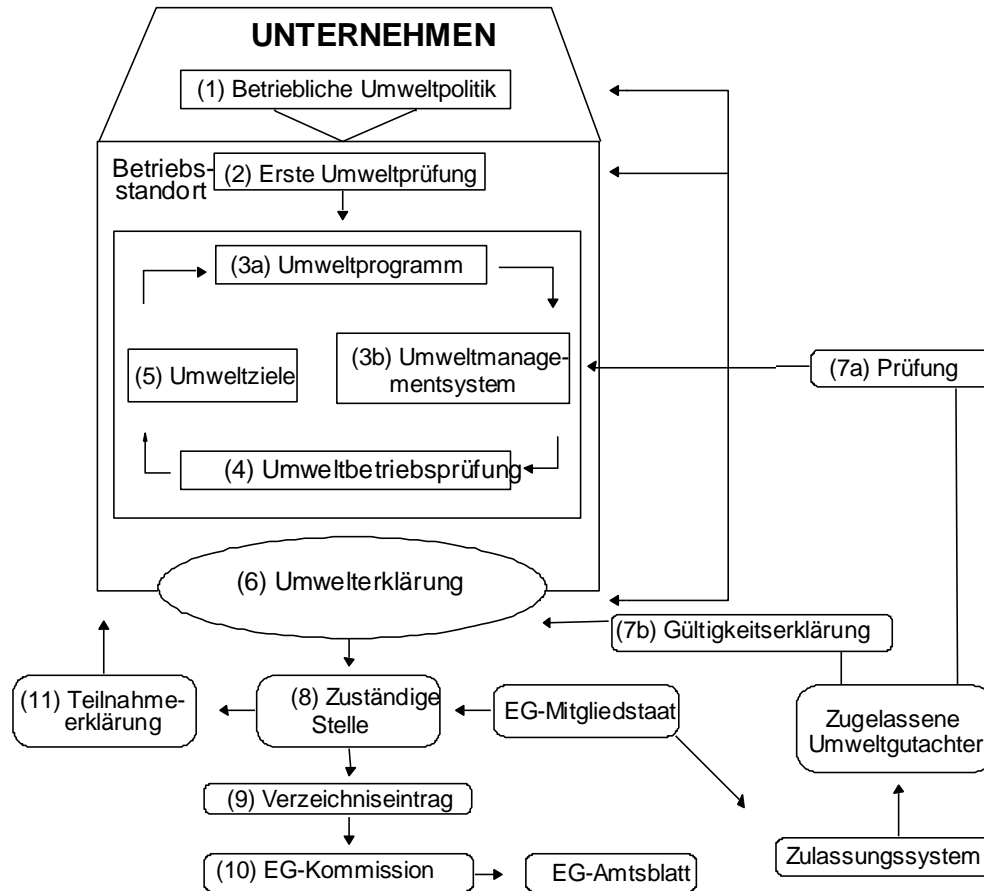 UNTERNEHMEN
(1) Betriebliche Umweltpolitik
Betriebs-
standort
(2) Erste Umweltprüfung
(3a) Umweltprogramm
(5) Umweltziele
(3b) Umweltmanage-
mentsystem
(7a) Prüfung
(4) Umweltbetriebsprüfung
(6) Umwelterklärung
(7b) Gültigkeitserklärung
(11) Teilnahme-
erklärung
(8) Zuständige
Stelle
EG-Mitgliedstaat
Zugelassene
Umweltgutachter
(9) Verzeichniseintrag
Zulassungssystem
(10) EG-Kommission
EG-Amtsblatt